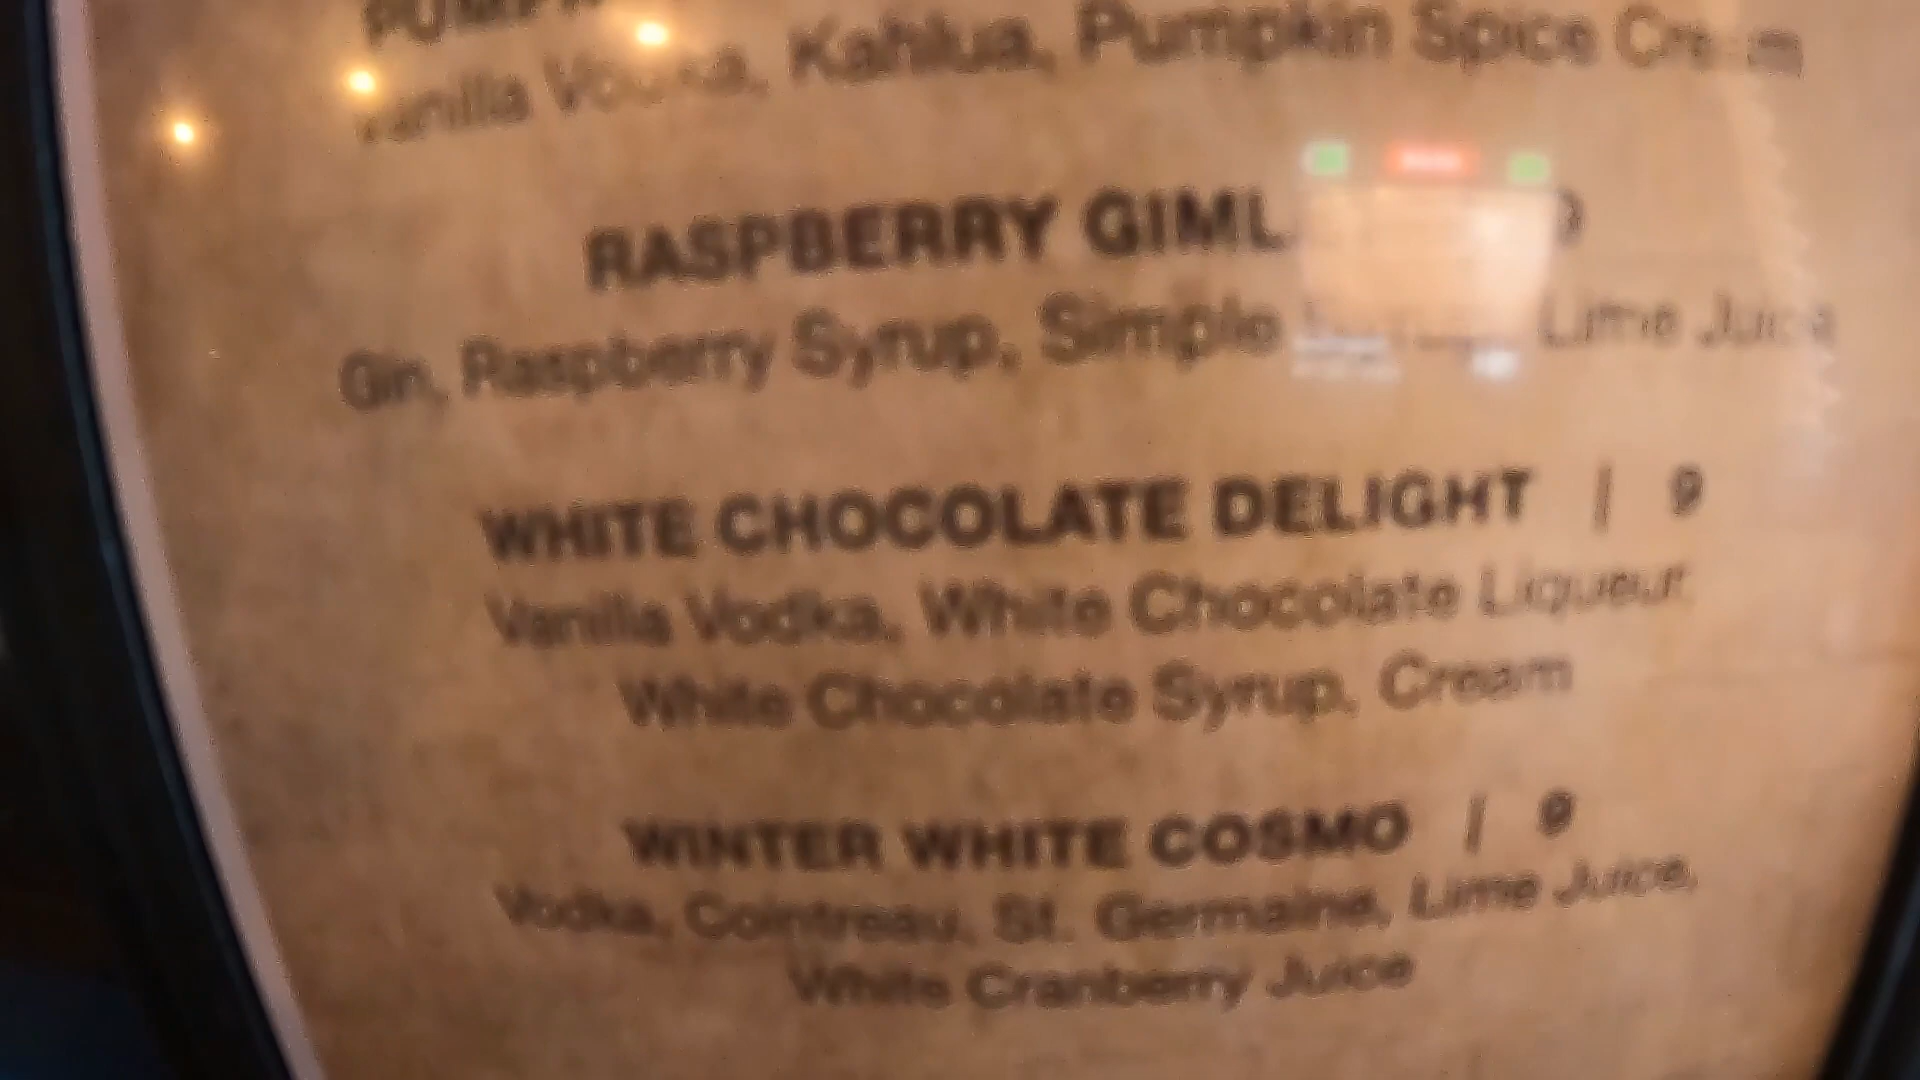 Vanilla Vodka, Kahlua, Pumpkin Spice Cream
RASPBERRY
Gin, Raspberry Syrup, Simple Lime Juice
WHITE CHOCOLATE DELIGHT | 9
Vanilla Vodka, White Chocolate Liqueur,
White Chocolate Syrup, Cream
WINTER WHITE COSMO | 9
Vodka, Cointreau, St. Germaine, Lime Juice,
White Cranberry Juice